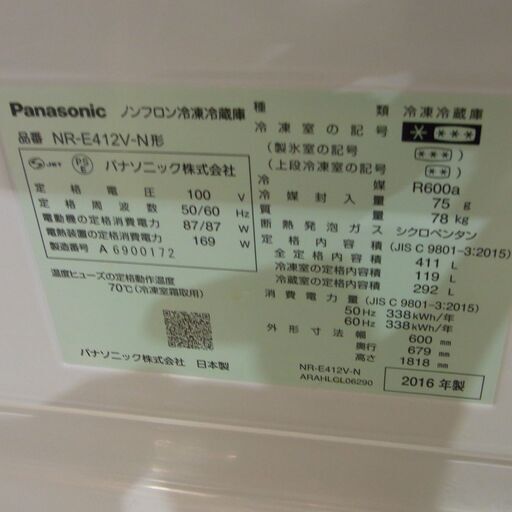 Panasonic ノンフロン冷凍冷蔵庫
品番 NR-E412V-N形
JET
PS
E
パナソニック株式会社
定格電圧 100 V
定格周波数 50/60 Hz
電動機の定格消費電力 87/87 W
電熱装置の定格消費電力 169 W
製造番号 A 6900172
温度ヒューズの定格動作温度
70℃(冷凍室霜取用)
パナソニック株式会社 日本製
種類 冷凍冷蔵庫
冷凍室の記号
(製氷室の記号
(上段冷凍室の記号
冷媒 R600a
冷媒封入量 75 g
質量 78 kg
断熱発泡ガス シクロペンタン
定格内容積 (JIS C 9801-3:2015)
全定格内容積 411 L
冷凍室の定格内容積 119 L
冷蔵室の定格内容積 292 L
消費電力量 (JIS C 9801-3:2015)
50Hz 338kWh/年
60Hz 338kWh/年
外形寸法 幅 600 mm
奥行 679 mm
高さ 1818 mm
NR-E412V-N
ARAHLGL06290
2016年製